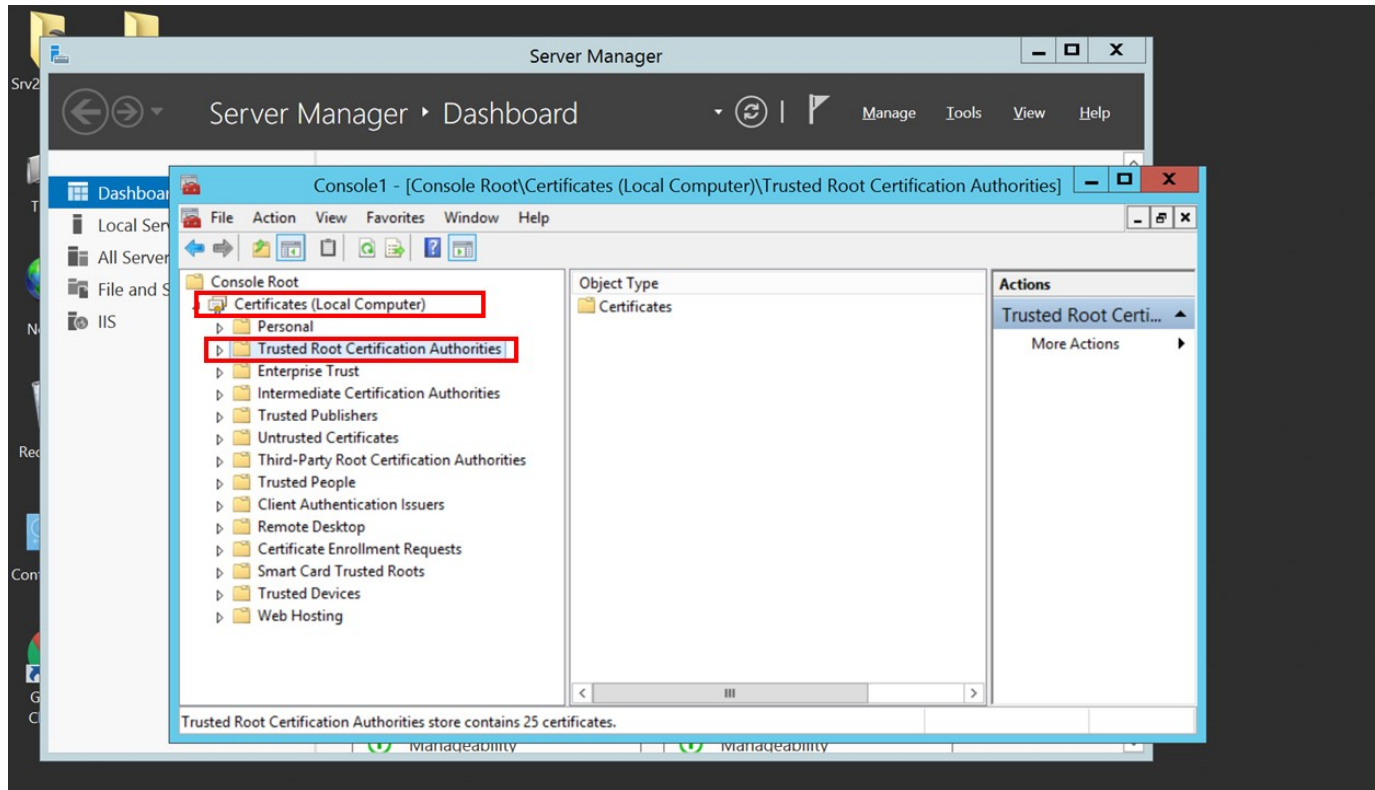 Server Manager
Srv2
Server Manager Dashboard
Manage Tools View Help
Console1 - [Console Root\Certificates (Local Computer)\Trusted Root Certification Authorities]
Dashboar
Local Serv
All Server
File and S
IIS
File Action View Favorites Window Help
Console Root
Certificates (Local Computer)
Personal
Trusted Root Certification Authorities
Enterprise Trust
Intermediate Certification Authorities
Trusted Publishers
Untrusted Certificates
Third-Party Root Certification Authorities
Trusted People
Client Authentication Issuers
Remote Desktop
Certificate Enrollment Requests
Smart Card Trusted Roots
Trusted Devices
Web Hosting
Object Type
Certificates
Actions
Trusted Root Certi...
More Actions
Trusted Root Certification Authorities store contains 25 certificates.
Manageability Manageability
T
Rec
Con
G